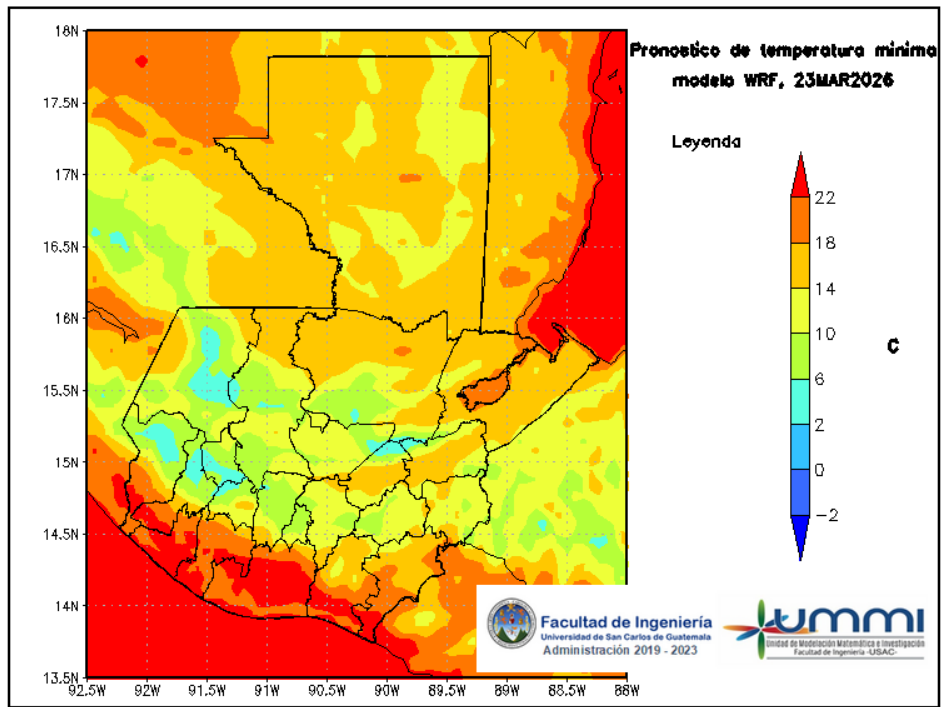 Pronostico de temperatura minima
modelo WRF, 23MAR2026
Leyenda
22
18
14
10
6
2
0
−2
C
18N
17.5N
17N
16.5N
16N
15.5N
15N
14.5N
14N
13.5N
92.5W
92W
91.5W
91W
90.5W
90W
89.5W
89W
88.5W
88W
Facultad de Ingeniería
Universidad de San Carlos de Guatemala
Administración 2019 - 2023
ummi
Unidad de Modelación Matemática e Investigación
Facultad de Ingeniería -USAC-